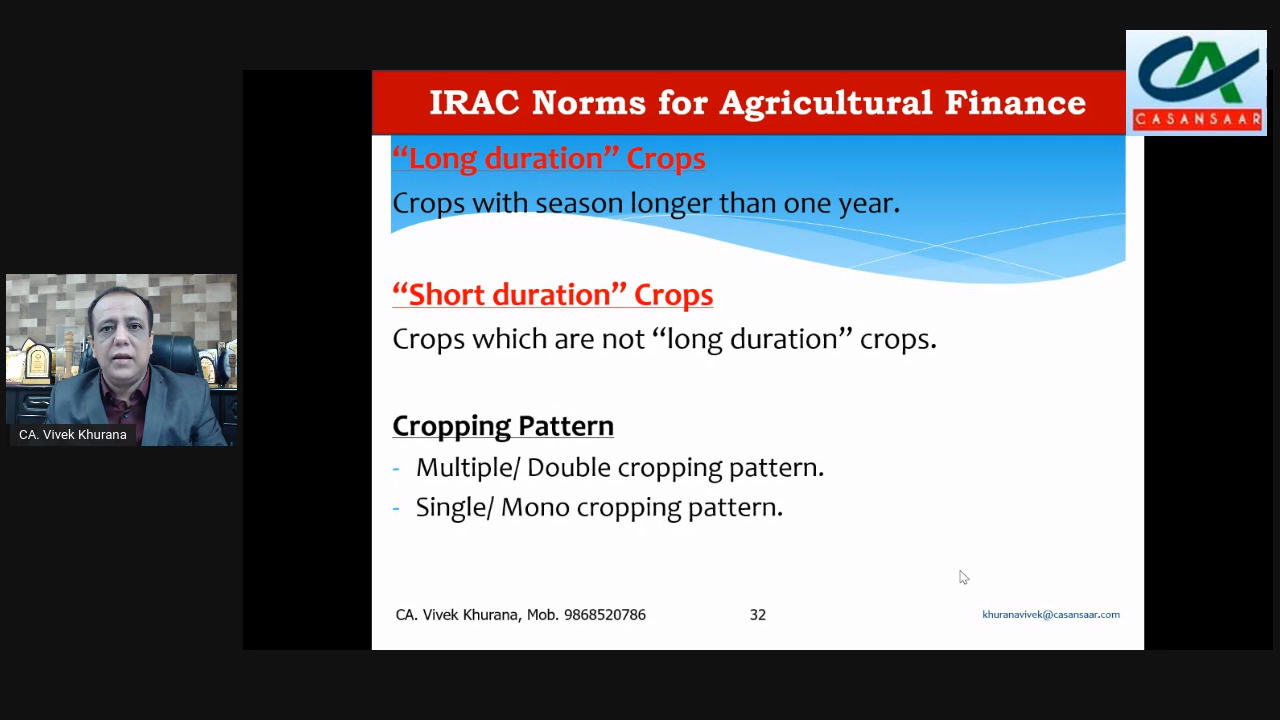 IRAC Norms for Agricultural Finance
CASANSAAR
“Long duration” Crops
Crops with season longer than one year.
“Short duration” Crops
Crops which are not “long duration” crops.
Cropping Pattern
- Multiple/ Double cropping pattern.
- Single/ Mono cropping pattern.
CA. Vivek Khurana, Mob. 9868520786
32
khuranavivek@casansaar.com
CA. Vivek Khurana